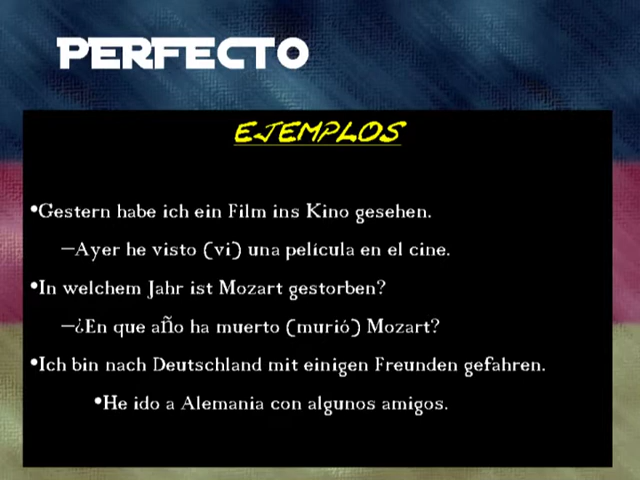 PERFECTO
EJEMPLOS
•Gestern habe ich ein Film ins Kino gesehen.
–Ayer he visto (vi) una película en el cine.
•In welchem Jahr ist Mozart gestorben?
–¿En que año ha muerto (murió) Mozart?
•Ich bin nach Deutschland mit einigen Freunden gefahren.
•He ido a Alemania con algunos amigos.